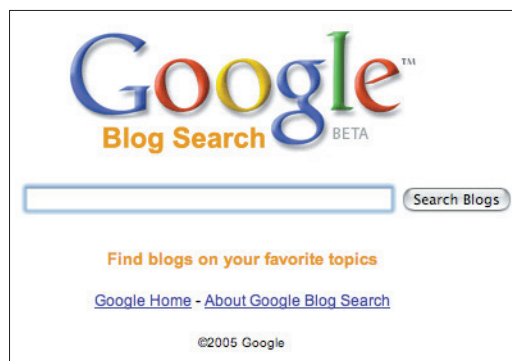 Google™
Blog Search BETA
Search Blogs
Find blogs on your favorite topics
Google Home - About Google Blog Search
©2005 Google